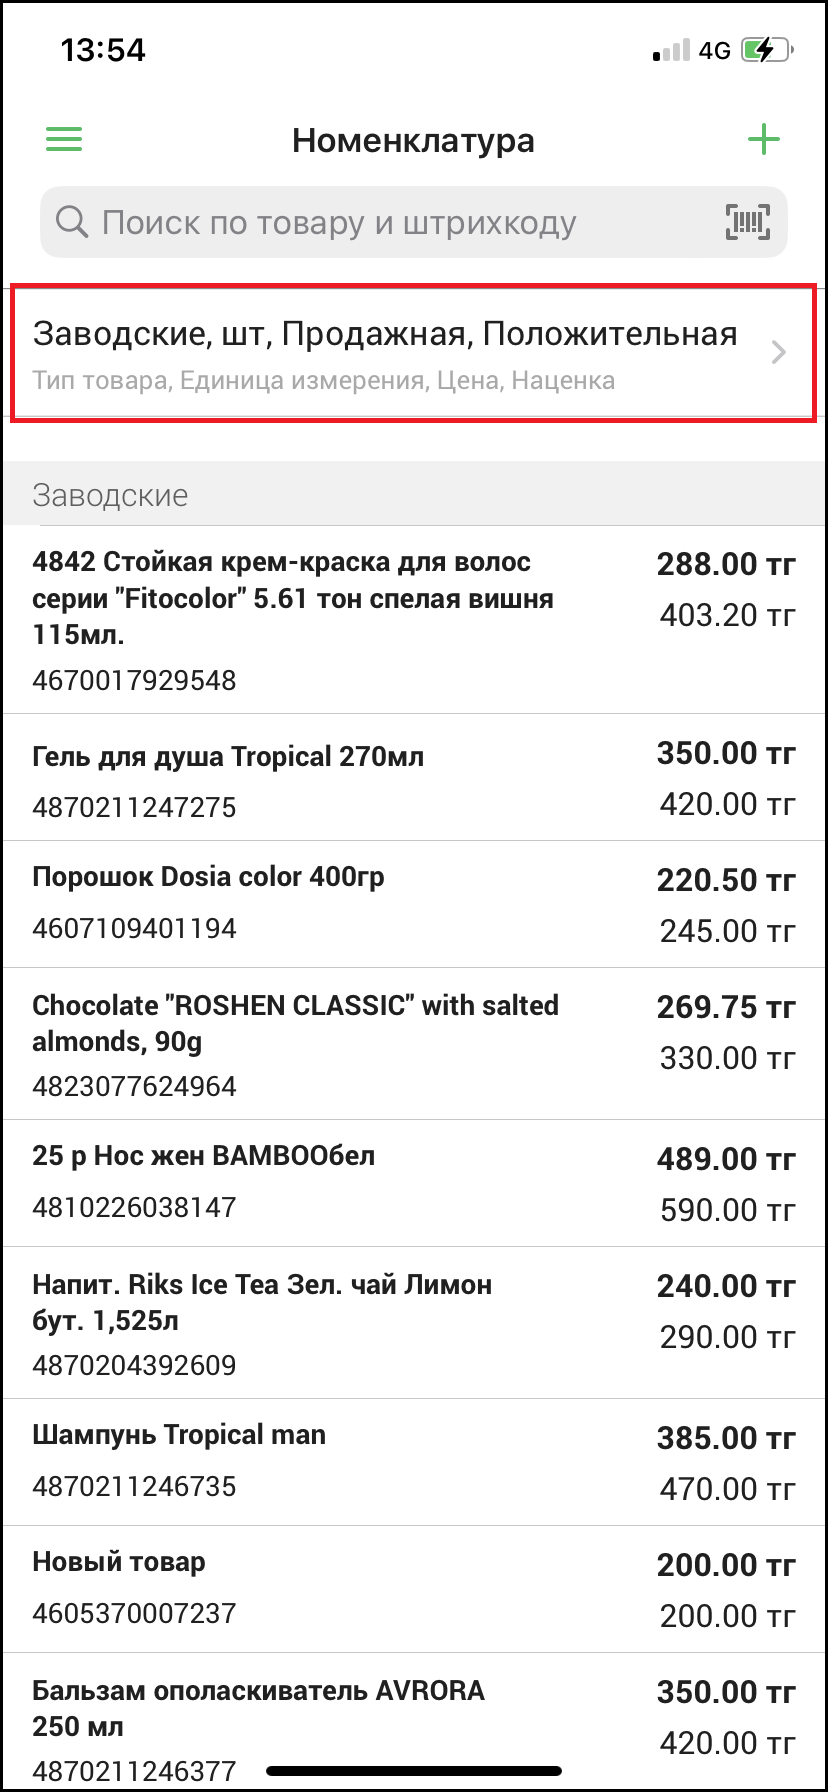 13:54
4G
Номенклатура
Поиск по товару и штрихкоду
Заводские, шт, Продажная, Положительная
Тип товара, Единица измерения, Цена, Наценка
Заводские
4842 Стойкая крем-краска для волос
серии "Fitocolor" 5.61 тон спелая вишня
115мл.
288.00 тг
403.20 тг
4670017929548
Гель для душа Tropical 270мл
350.00 тг
4870211247275
420.00 тг
Порошок Dosia color 400гр
220.50 тг
4607109401194
245.00 тг
Chocolate "ROSHEN CLASSIC" with salted
almonds, 90g
269.75 тг
330.00 тг
4823077624964
25 р Нос жен BAMBOOбел
489.00 тг
4810226038147
590.00 тг
Напит. Riks Ice Tea Зел. чай Лимон
бут. 1,525л
240.00 тг
290.00 тг
4870204392609
Шампунь Tropical man
385.00 тг
4870211246735
470.00 тг
Новый товар
200.00 тг
4605370007237
200.00 тг
Бальзам ополаскиватель AVRORA
250 мл
350.00 тг
420.00 тг
4870211246377